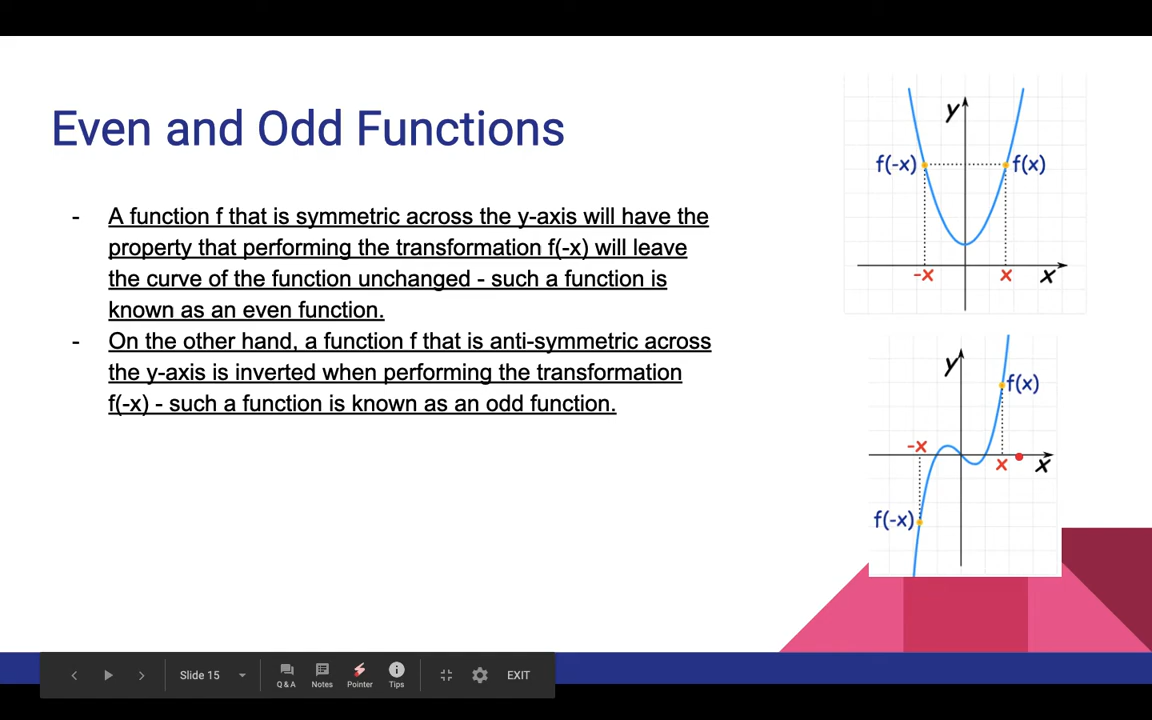 Even and Odd Functions
- A function f that is symmetric across the y-axis will have the
property that performing the transformation f(-x) will leave
the curve of the function unchanged - such a function is
known as an even function.
- On the other hand, a function f that is anti-symmetric across
the y-axis is inverted when performing the transformation
f(-x) - such a function is known as an odd function.
y
f(-x) f(x)
-x x x
y
f(x)
-x
x x
f(-x)
Slide 15
Q & A Notes Pointer Tips
EXIT